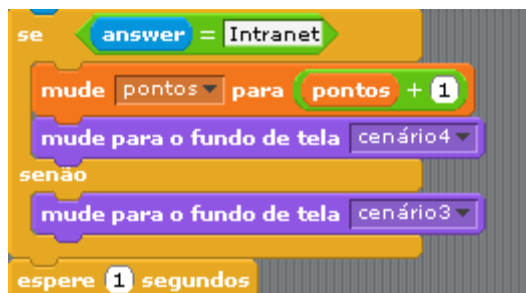 se answer = Intranet
mude pontos para pontos + 1
mude para o fundo de tela cenário4
senão
mude para o fundo de tela cenário3
espere 1 segundos